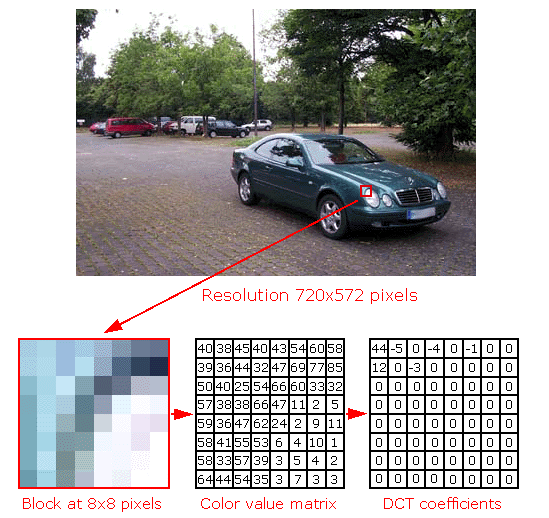 Resolution 720x572 pixels
40 38 45 40 43 54 60 58
39 36 44 32 47 69 77 85
50 40 25 54 66 60 33 32
57 38 38 66 47 11 2 5
59 36 47 62 24 2 9 11
58 41 55 53 6 4 10 1
58 33 57 39 3 5 4 2
64 44 54 35 3 7 3 3
44 -5 0 -4 0 -1 0 0
12 0 -3 0 0 0 0 0
0 0 0 0 0 0 0 0
0 0 0 0 0 0 0 0
0 0 0 0 0 0 0 0
0 0 0 0 0 0 0 0
0 0 0 0 0 0 0 0
0 0 0 0 0 0 0 0
Block at 8x8 pixels
Color value matrix
DCT coefficients